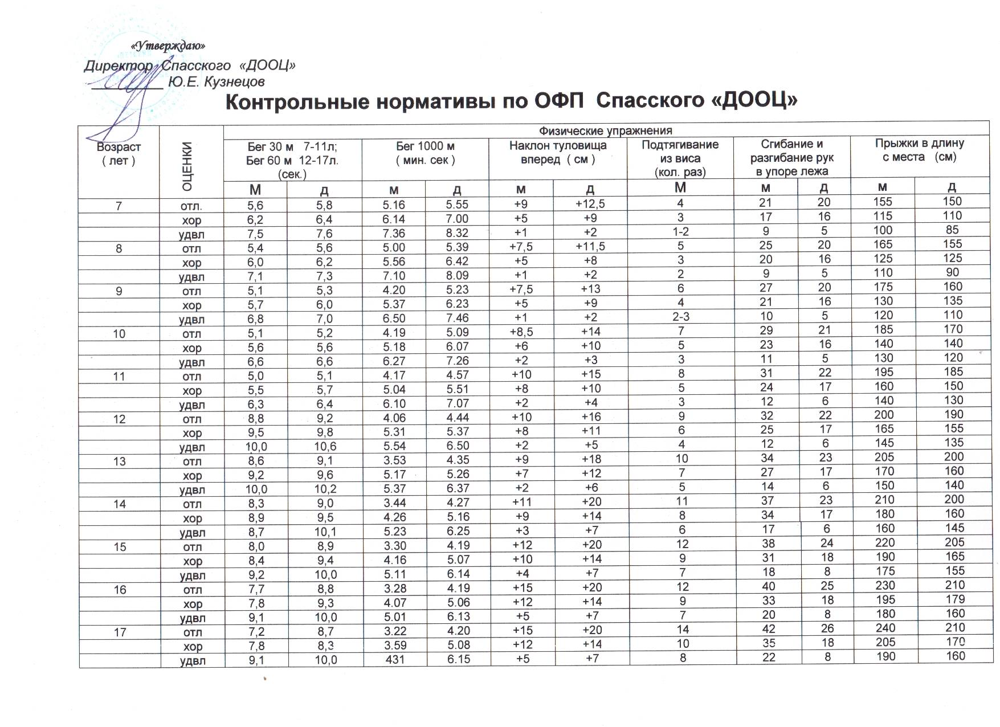 «Утверждаю»
Директор Спасского «ДООЦ»
_________ Ю.Е. Кузнецов
Контрольные нормативы по ОФП Спасского «ДООЦ»
Возраст ( лет ) ОЦЕНКИ Физические упражнения
Бег 30 м 7-11л; Бег 60 м 12-17л. (сек.) Бег 1000 м ( мин. сек ) Наклон туловища вперед ( см ) Подтягивание из виса (кол. раз) Сгибание и разгибание рук в упоре лежа Прыжки в длину с места (см)
М д м д м д М м д м д
7 отл. 5,6 5,8 5.16 5.55 +9 +12,5 4 21 20 155 150
хор 6,2 6,4 6.14 7.00 +5 +9 3 17 16 115 110
удвл 7,5 7,6 7.36 8.32 +1 +2 1-2 9 5 100 85
8 отл 5,4 5,6 5.00 5.39 +7,5 +11,5 5 25 20 165 155
хор 6,0 6,2 5.56 6.42 +5 +8 3 20 16 125 125
удвл 7,1 7,3 7.10 8.09 +1 +2 2 9 5 110 90
9 отл 5,1 5,3 4.20 5.23 +7,5 +13 6 27 20 175 160
хор 5,7 6,0 5.37 6.23 +5 +9 4 21 16 130 135
удвл 6,8 7,0 6.50 7.46 +1 +2 2-3 10 5 120 110
10 отл 5,1 5,2 4.19 5.09 +8,5 +14 7 29 21 185 170
хор 5,6 5,6 5.18 6.07 +6 +10 5 23 16 140 140
удвл 6,6 6,6 6.27 7.26 +2 +3 3 11 5 130 120
11 отл 5,0 5,1 4.17 4.57 +10 +15 8 31 22 195 185
хор 5,5 5,7 5.04 5.51 +8 +10 5 24 17 160 150
удвл 6,3 6,4 6.10 7.07 +2 +4 3 12 6 140 130
12 отл 8,8 9,2 4.06 4.44 +10 +16 9 32 22 200 190
хор 9,5 9,8 5.31 5.37 +8 +11 6 25 17 165 155
удвл 10,0 10,6 5.54 6.50 +2 +5 4 12 6 145 135
13 отл 8,6 9,1 3.53 4.35 +9 +18 10 34 23 205 200
хор 9,2 9,6 5.17 5.26 +7 +12 7 27 17 170 160
удвл 10,0 10,2 5.37 6.37 +2 +6 5 14 6 150 140
14 отл 8,3 9,0 3.44 4.27 +11 +20 11 37 23 210 200
хор 8,9 9,5 4.26 5.16 +9 +14 8 34 17 180 160
удвл 8,7 10,1 5.23 6.25 +3 +7 6 17 6 160 145
15 отл 8,0 8,9 3.30 4.19 +12 +20 12 38 24 220 205
хор 8,4 9,4 4.16 5.07 +10 +14 9 31 18 190 165
удвл 9,2 10,0 5.11 6.14 +4 +7 7 18 8 175 155
16 отл 7,7 8,8 3.28 4.19 +15 +20 12 40 25 230 210
хор 7,8 9,3 4.07 5.06 +12 +14 9 33 18 195 179
удвл 9,1 10,0 5.01 6.13 +5 +7 7 20 8 180 160
17 отл 7,2 8,7 3.22 4.20 +15 +20 14 42 26 240 210
хор 7,8 8,3 3.59 5.08 +12 +14 10 35 18 205 170
удвл 9,1 10,0 431 6.15 +5 +7 8 22 8 190 160